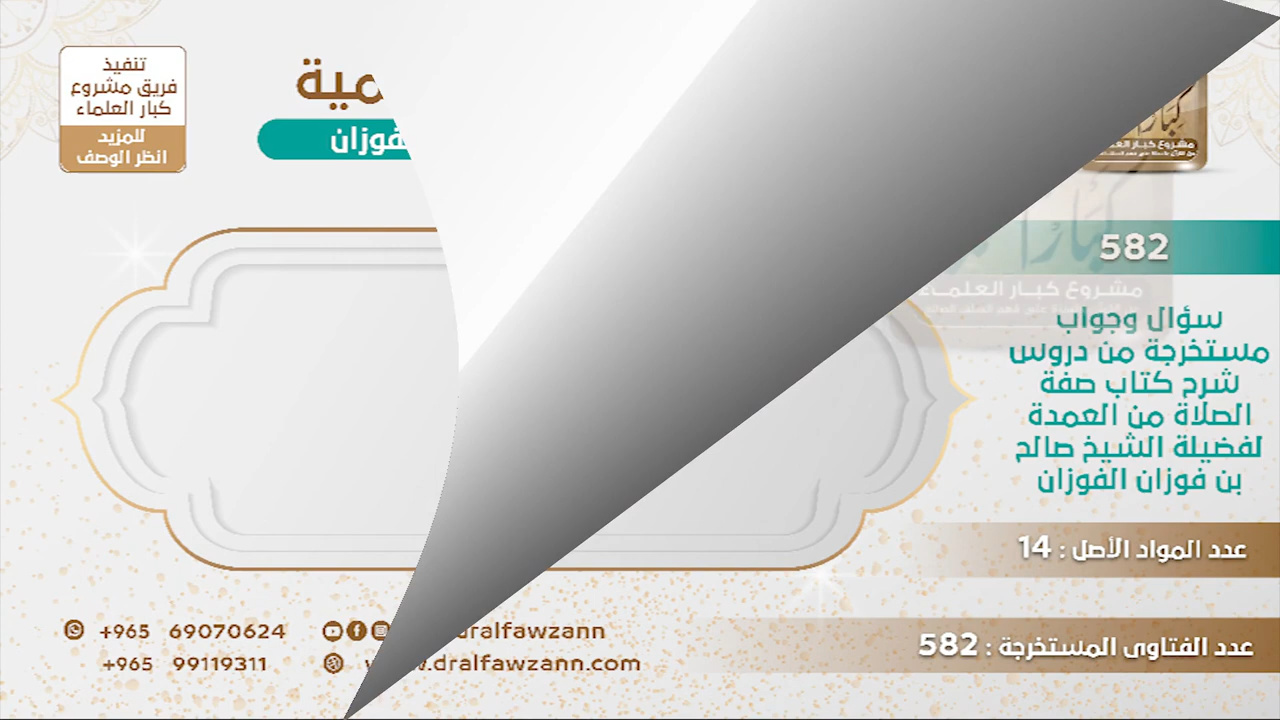 تنفيذ
فريق مشروع
كبار العلماء
للمزيد
انظر الوصف
مشروع كبار العلماء
582
سؤال وجواب
مستخرجة من دروس
شرح كتاب صفة
الصلاة من العمدة
لفضيلة الشيخ صالح
بن فوزان الفوزان
عدد المواد الأصل : 14
عدد الفتاوى المستخرجة : 582
+965 69070624
+965 99119311
dralfawzann
www.dralfawzann.com